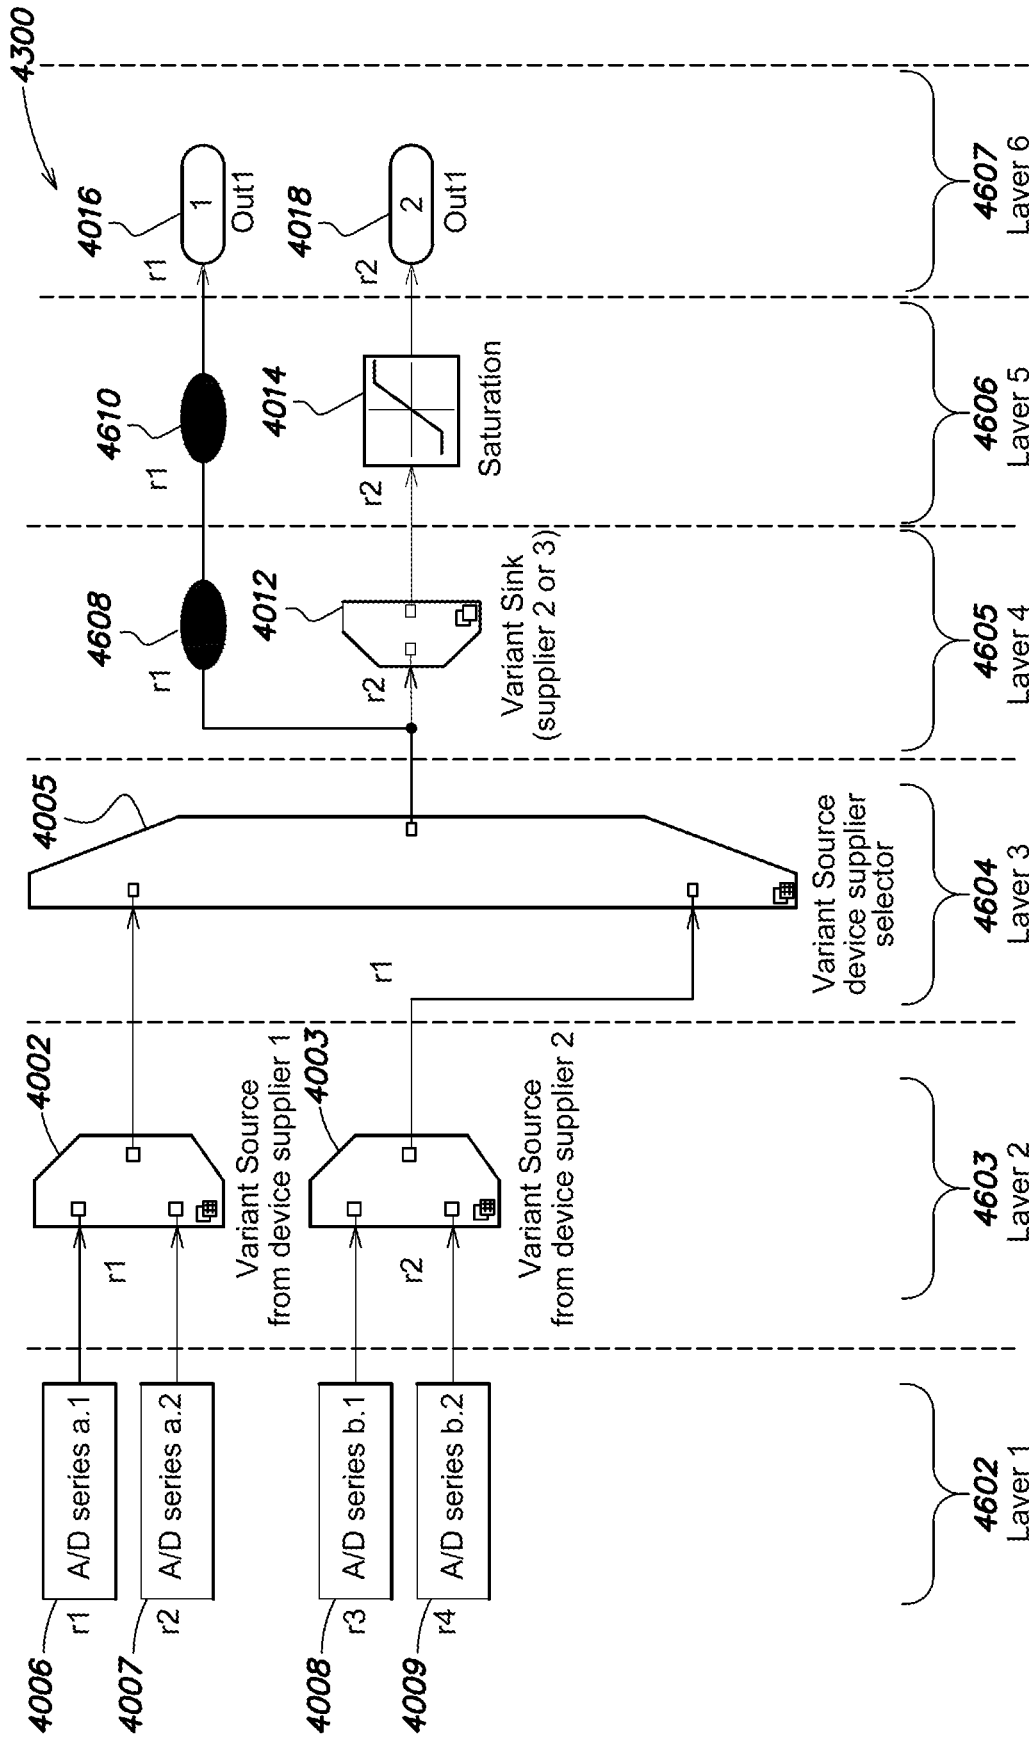 4300
4006
r1
A/D series a.1
4007
r2
A/D series a.2
4008
r3
A/D series b.1
4009
r4
A/D series b.2
4602
Layer 1
4002
r1
Variant Source
from device supplier 1
4003
r2
Variant Source
from device supplier 2
4603
Layer 2
4005
r1
Variant Source
device supplier
selector
4604
Layer 3
4608
r1
4012
r2
Variant Sink
(supplier 2 or 3)
4605
Layer 4
4610
r1
4014
r2
Saturation
4606
Layer 5
4016
r1
1
Out1
4018
r2
2
Out1
4607
Layer 6